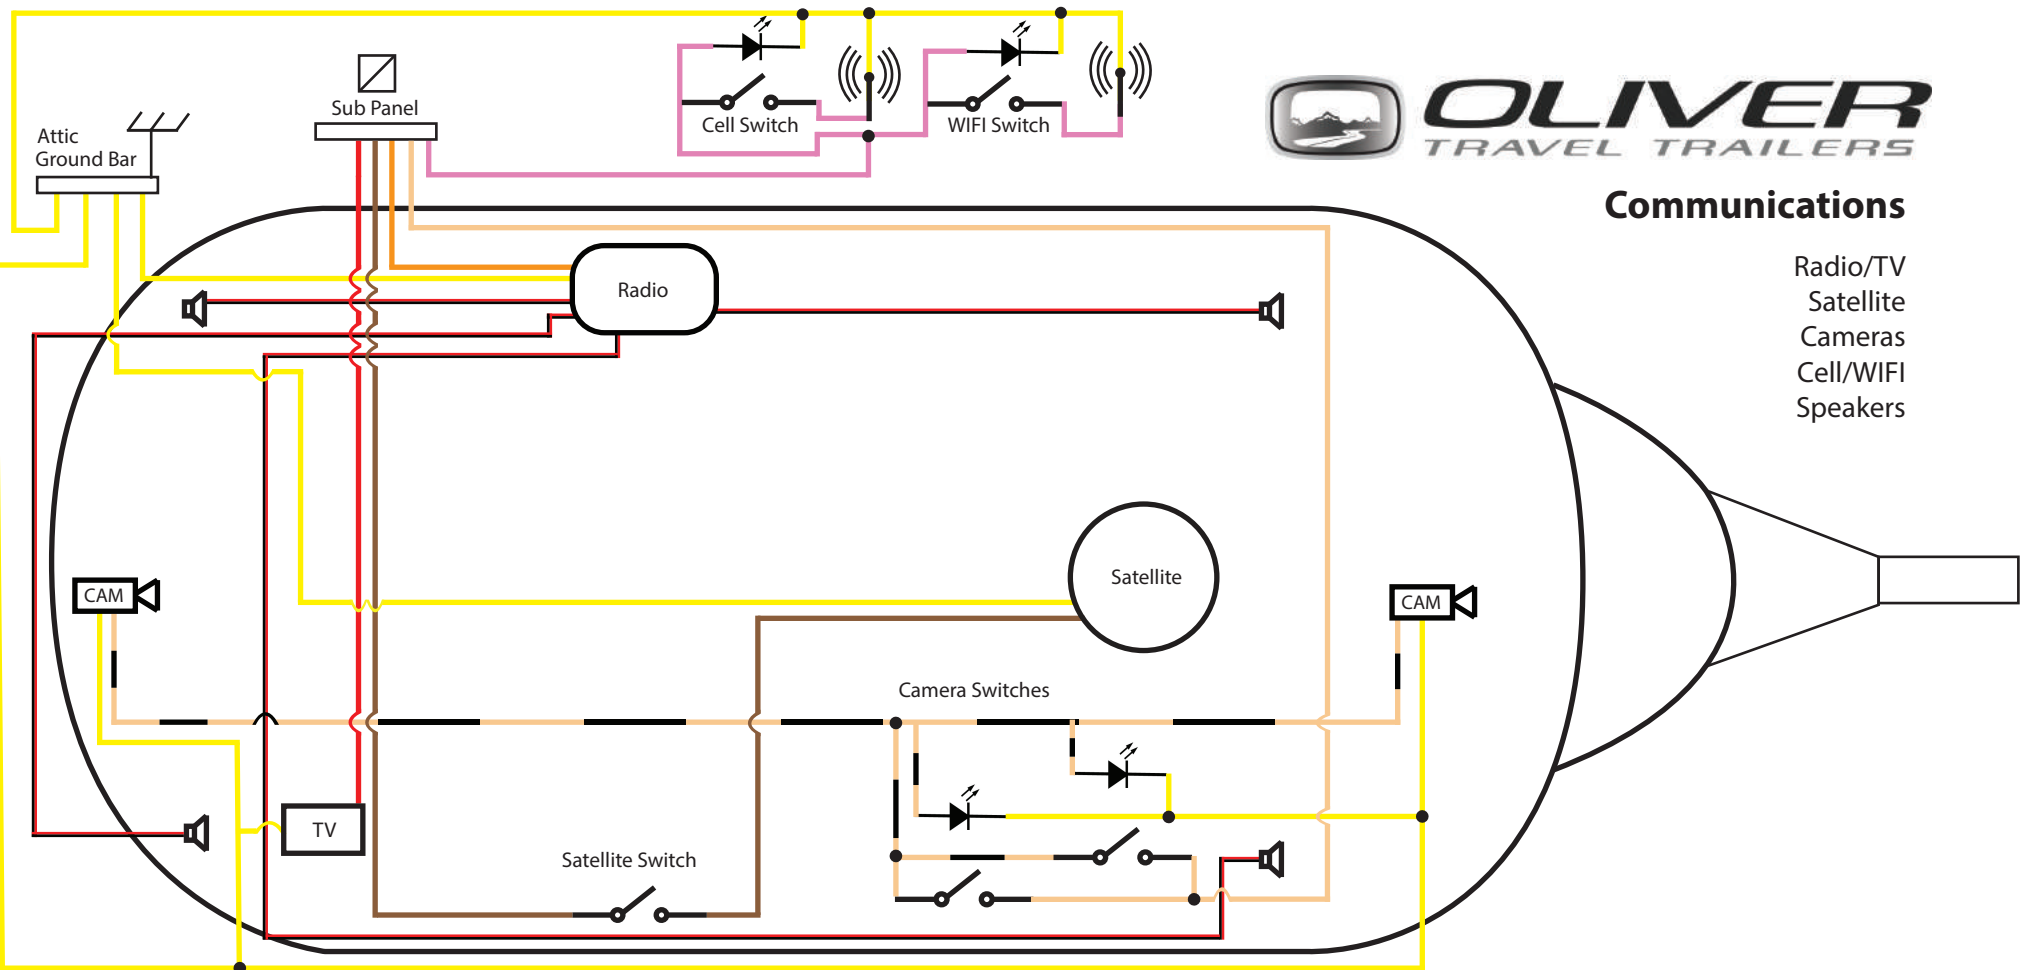 Sub Panel
Attic
Ground Bar
Cell Switch
WIFI Switch
OLIVER
TRAVEL TRAILERS
Communications
Radio/TV
Satellite
Cameras
Cell/WIFI
Speakers
Radio
Satellite
CAM
CAM
Camera Switches
TV
Satellite Switch